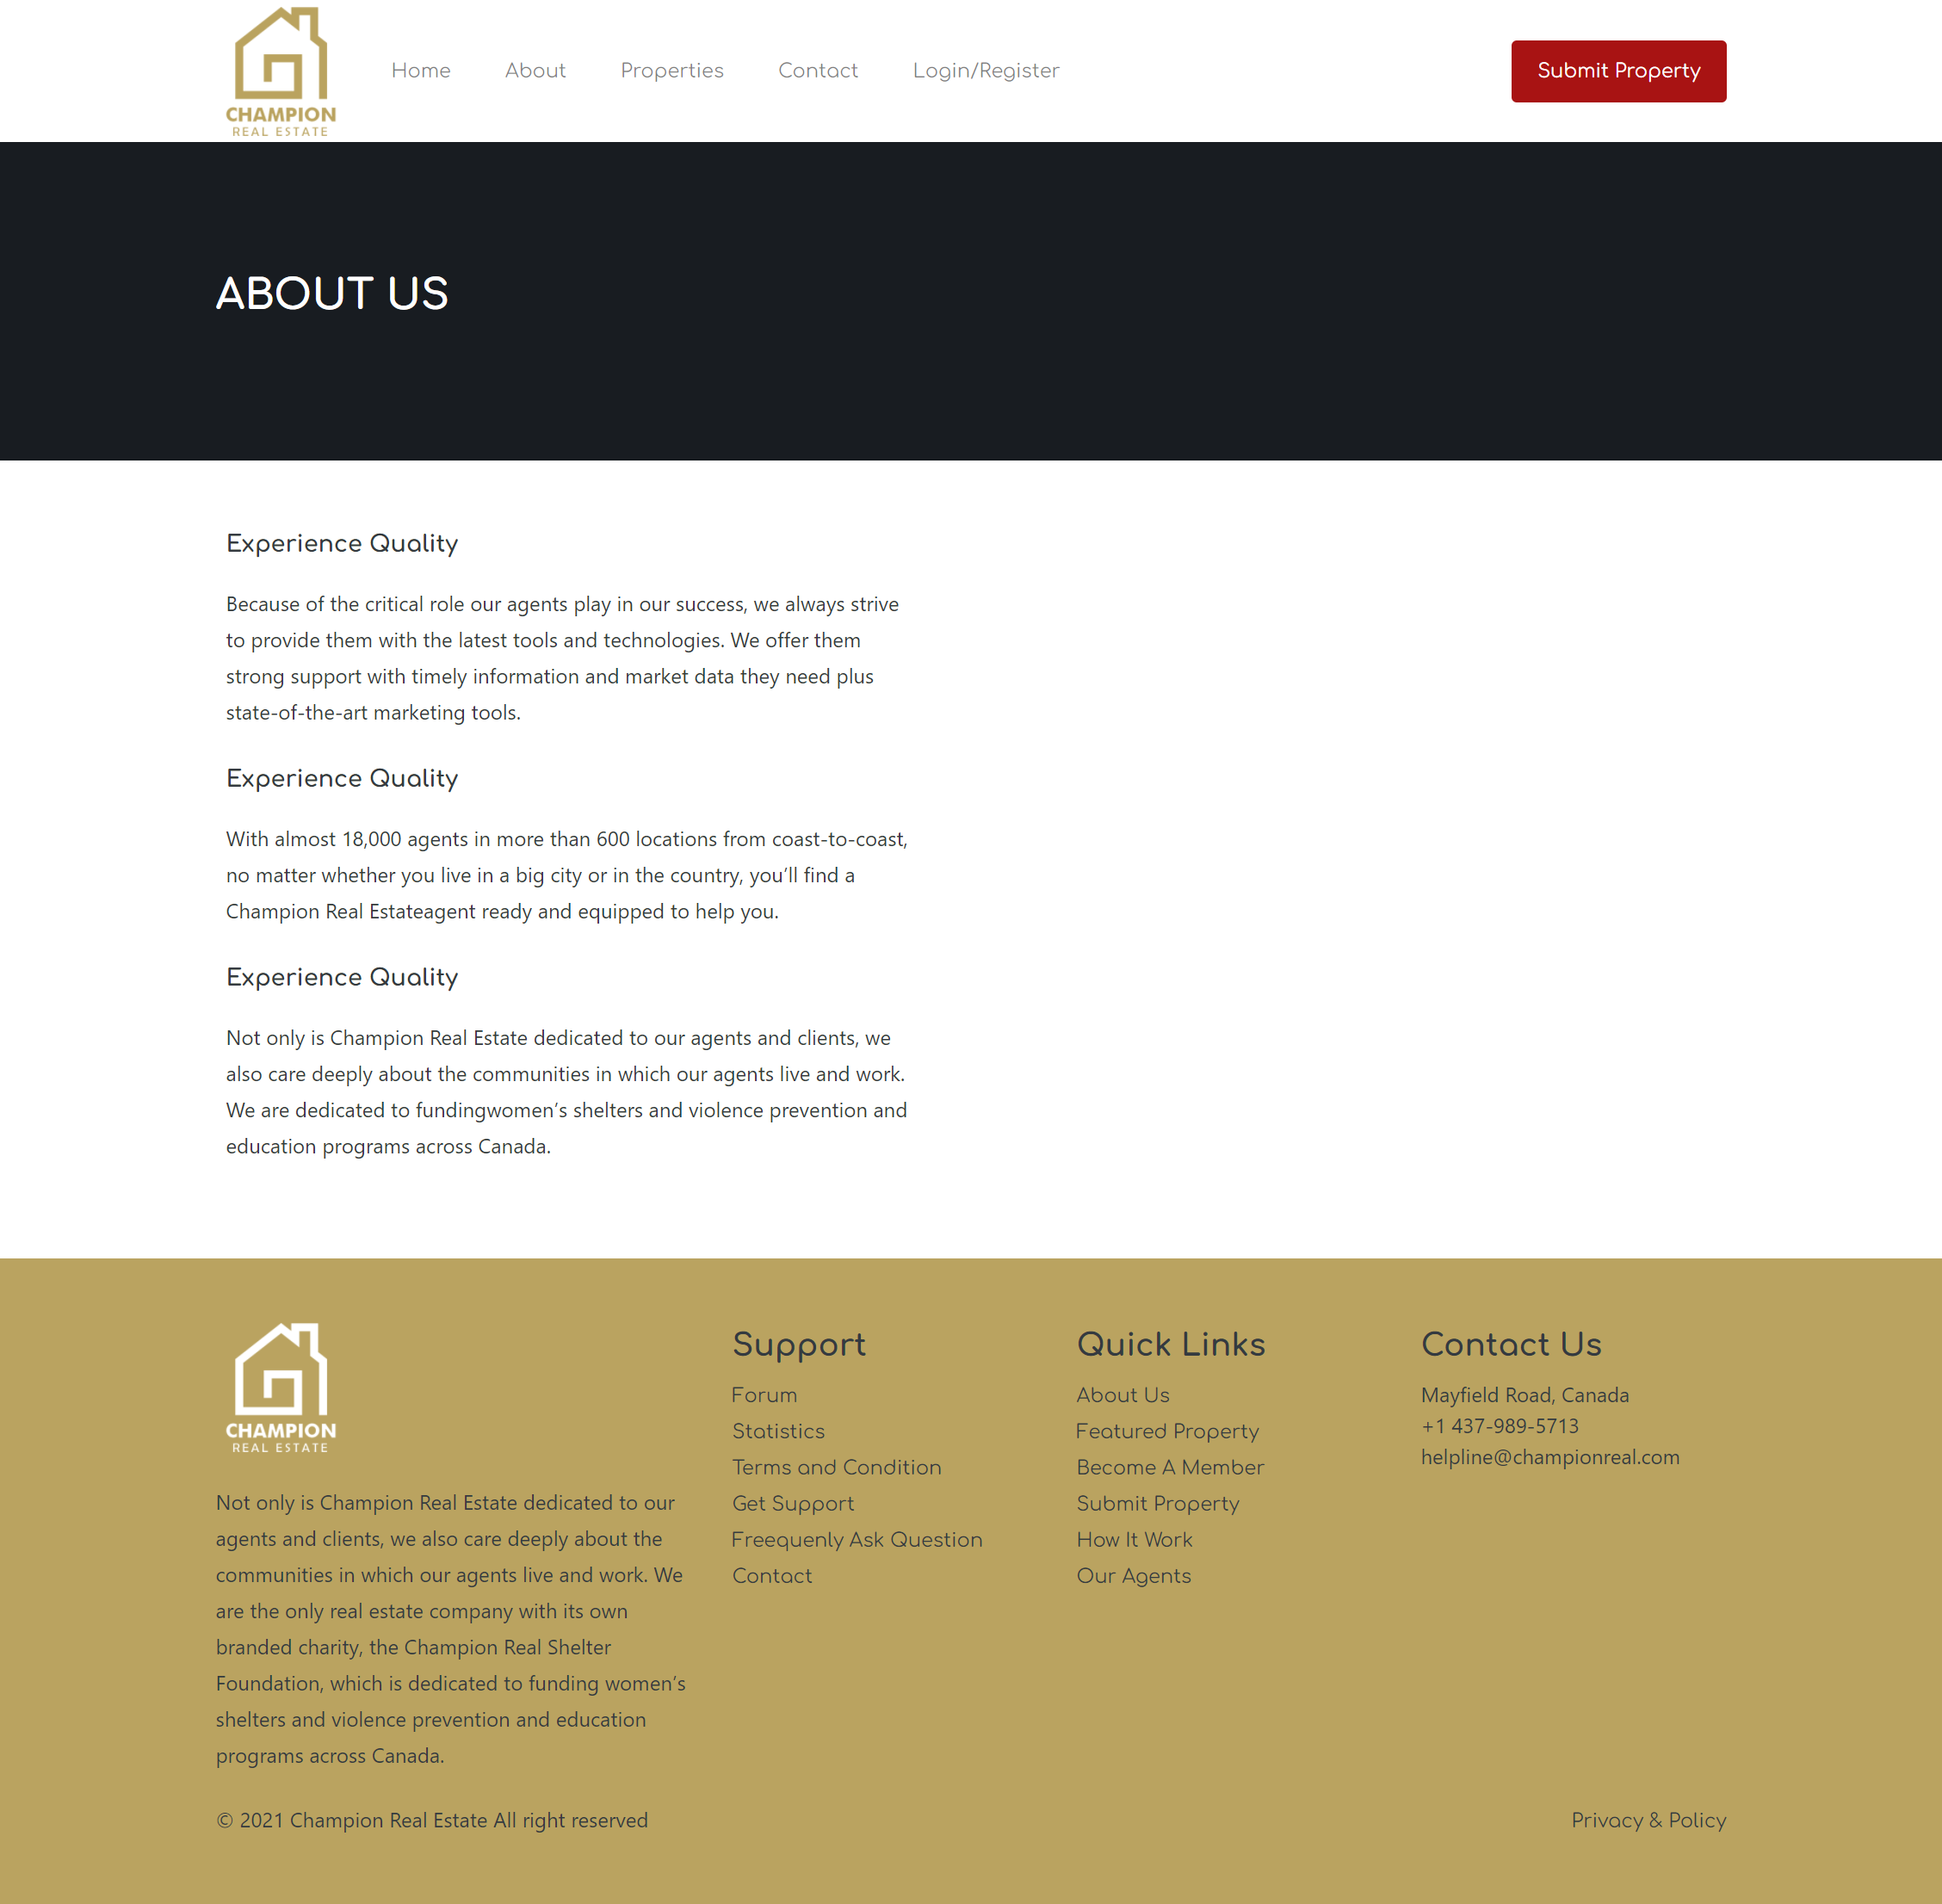 CHAMPION
REAL ESTATE
Home
About
Properties
Contact
Login/Register
Submit Property
ABOUT US
Experience Quality
Because of the critical role our agents play in our success, we always strive
to provide them with the latest tools and technologies. We offer them
strong support with timely information and market data they need plus
state-of-the-art marketing tools.
Experience Quality
With almost 18,000 agents in more than 600 locations from coast-to-coast,
no matter whether you live in a big city or in the country, you’ll find a
Champion Real Estateagent ready and equipped to help you.
Experience Quality
Not only is Champion Real Estate dedicated to our agents and clients, we
also care deeply about the communities in which our agents live and work.
We are dedicated to fundingwomen’s shelters and violence prevention and
education programs across Canada.
CHAMPION
REAL ESTATE
Not only is Champion Real Estate dedicated to our
agents and clients, we also care deeply about the
communities in which our agents live and work. We
are the only real estate company with its own
branded charity, the Champion Real Shelter
Foundation, which is dedicated to funding women’s
shelters and violence prevention and education
programs across Canada.
Support
Forum
Statistics
Terms and Condition
Get Support
Freequenly Ask Question
Contact
Quick Links
About Us
Featured Property
Become A Member
Submit Property
How It Work
Our Agents
Contact Us
Mayfield Road, Canada
+1 437-989-5713
helpline@championreal.com
© 2021 Champion Real Estate All right reserved
Privacy & Policy